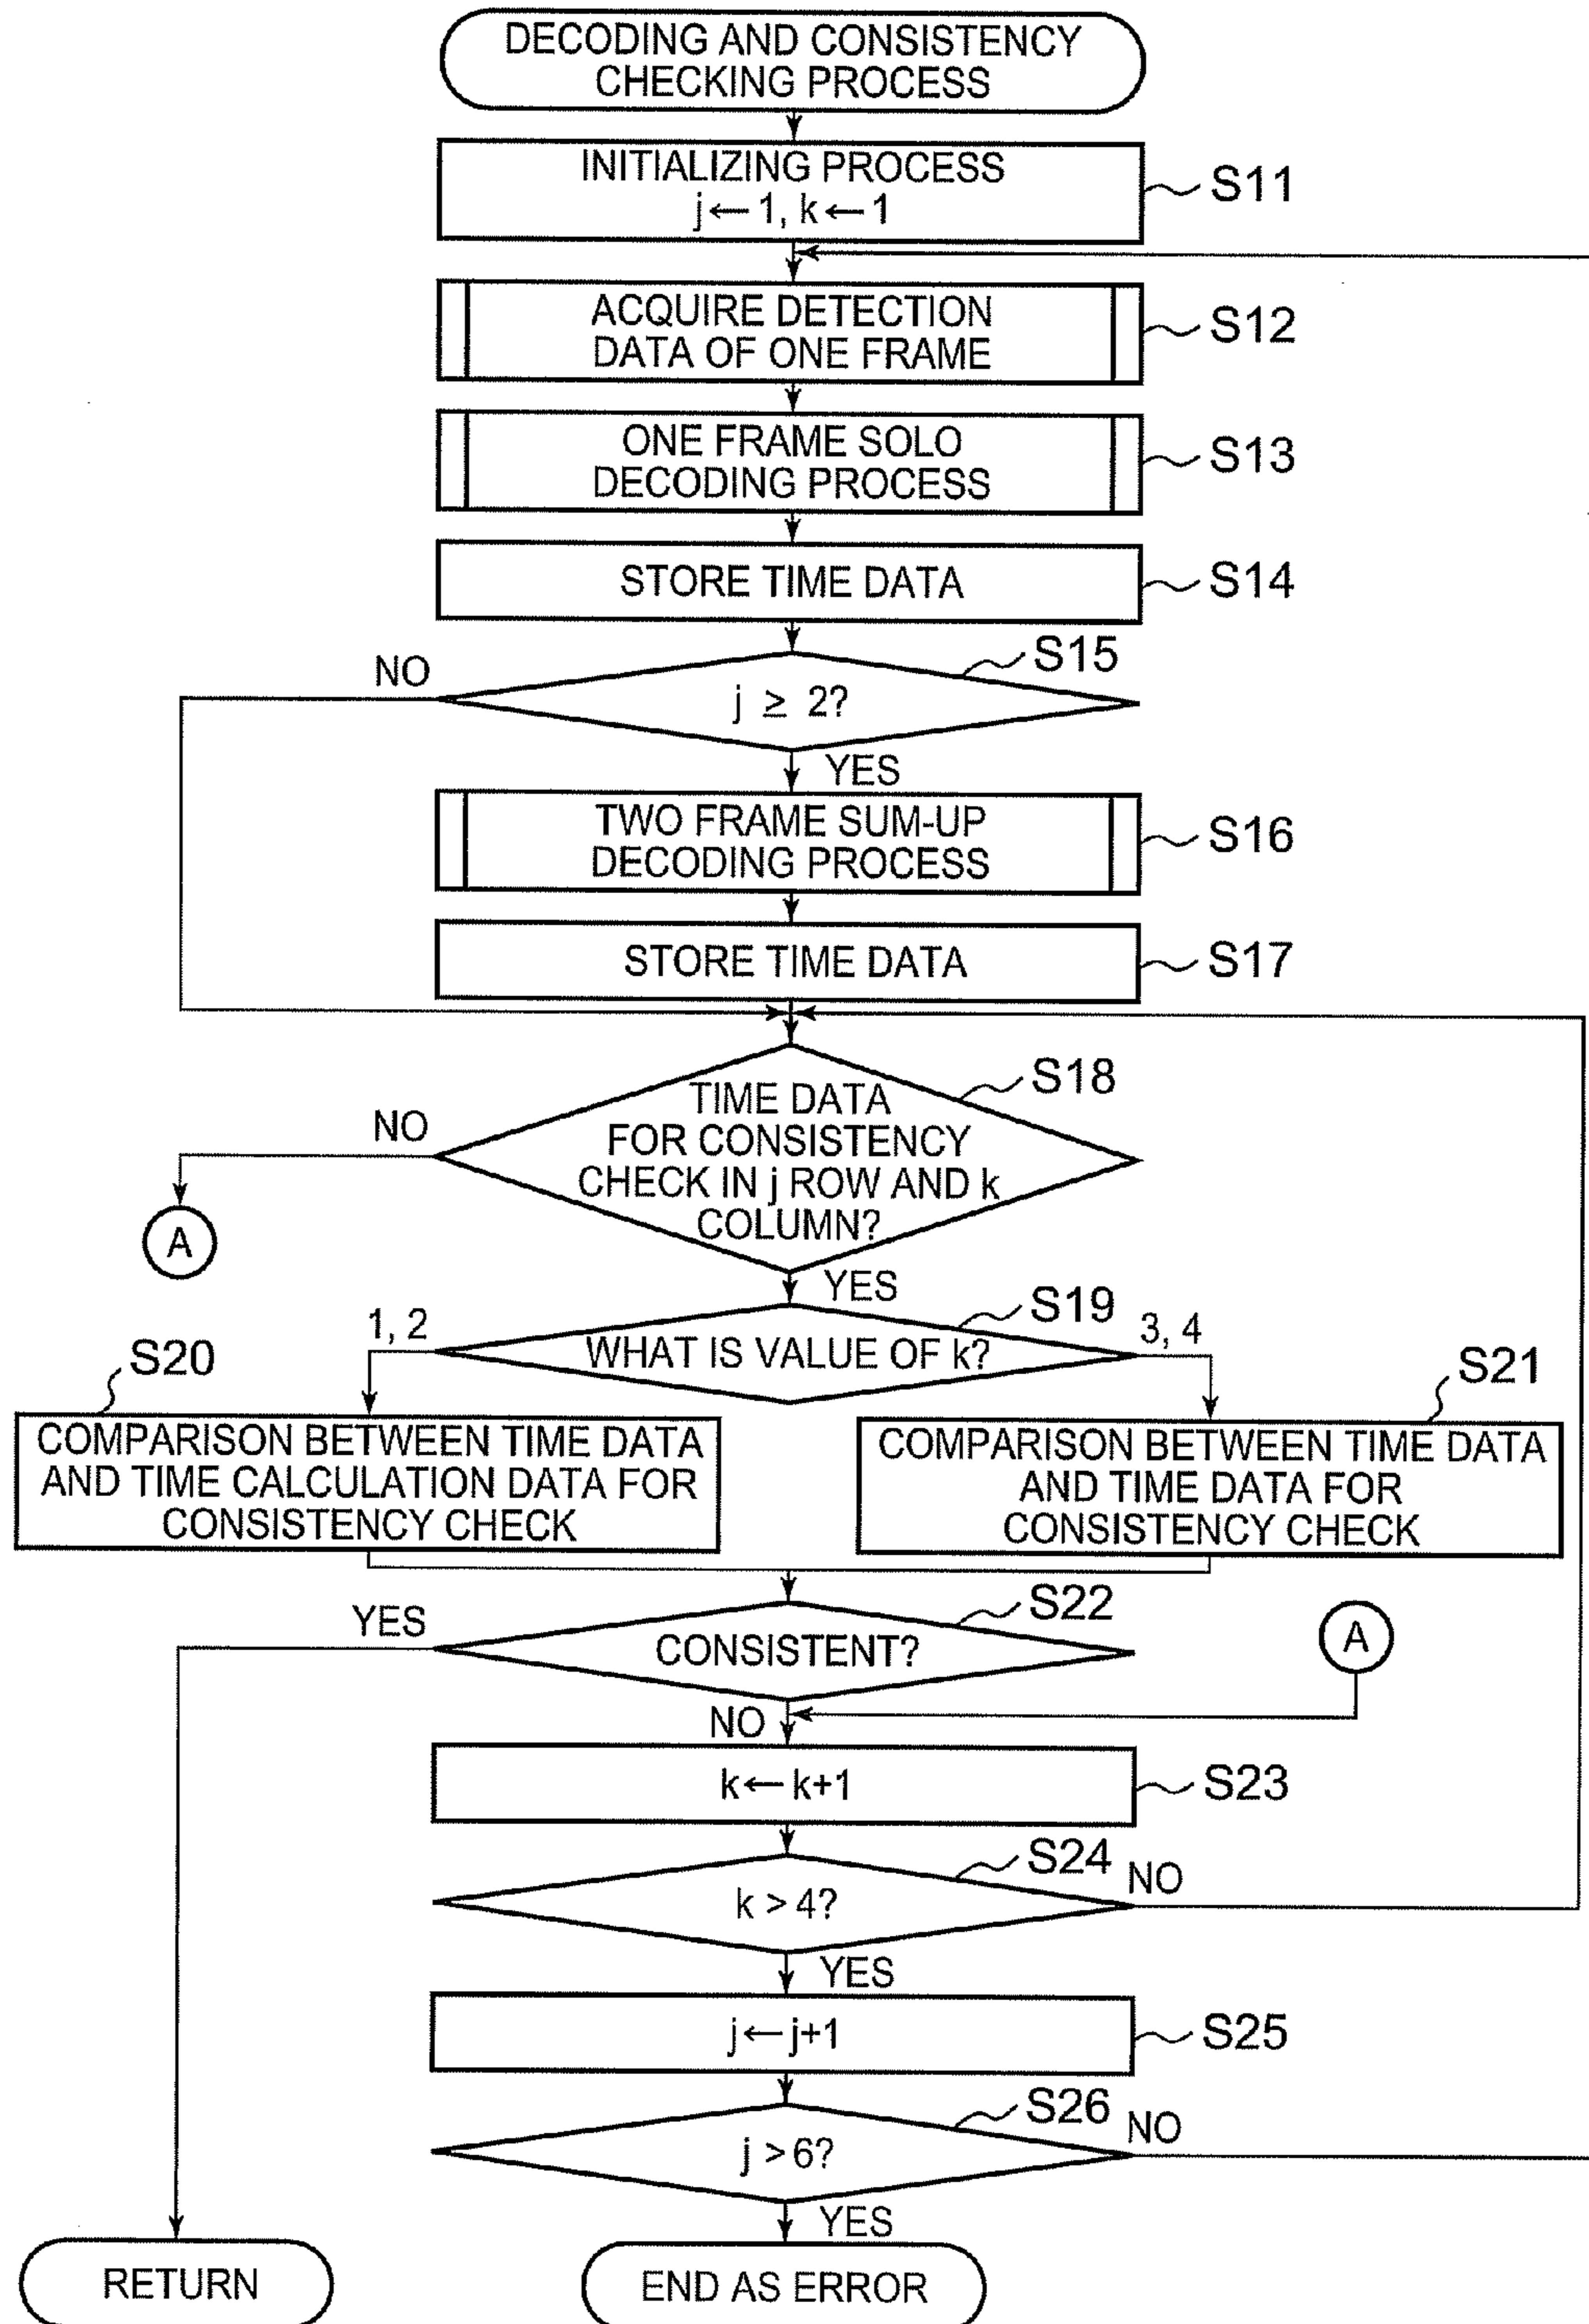 DECODING AND CONSISTENCY
CHECKING PROCESS
INITIALIZING PROCESS
j←1, k←1
S11
ACQUIRE DETECTION
DATA OF ONE FRAME
S12
ONE FRAME SOLO
DECODING PROCESS
S13
STORE TIME DATA
S14
S15
NO
j ≥ 2?
YES
TWO FRAME SUM-UP
DECODING PROCESS
S16
STORE TIME DATA
S17
S18
NO
TIME DATA
FOR CONSISTENCY
CHECK IN j ROW AND k
COLUMN?
A
YES
S19
1, 2
3, 4
WHAT IS VALUE OF k?
S20
S21
COMPARISON BETWEEN TIME DATA
AND TIME CALCULATION DATA FOR
CONSISTENCY CHECK
COMPARISON BETWEEN TIME DATA
AND TIME DATA FOR
CONSISTENCY CHECK
S22
YES
CONSISTENT?
A
NO
k←k+1
S23
S24
NO
k > 4?
YES
j←j+1
S25
S26
NO
j > 6?
YES
RETURN
END AS ERROR